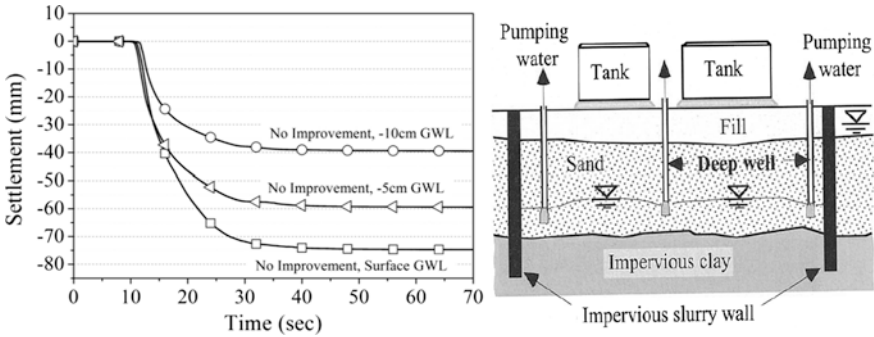 10
0
-10
-20
-30
-40
-50
-60
-70
-80
0 10 20 30 40 50 60 70
Settlement (mm)
Time (sec)
No Improvement, -10cm GWL
No Improvement, -5cm GWL
No Improvement, Surface GWL
Pumping
water
Tank
Tank
Pumping
water
Fill
Sand
Deep well
Impervious clay
Impervious slurry wall